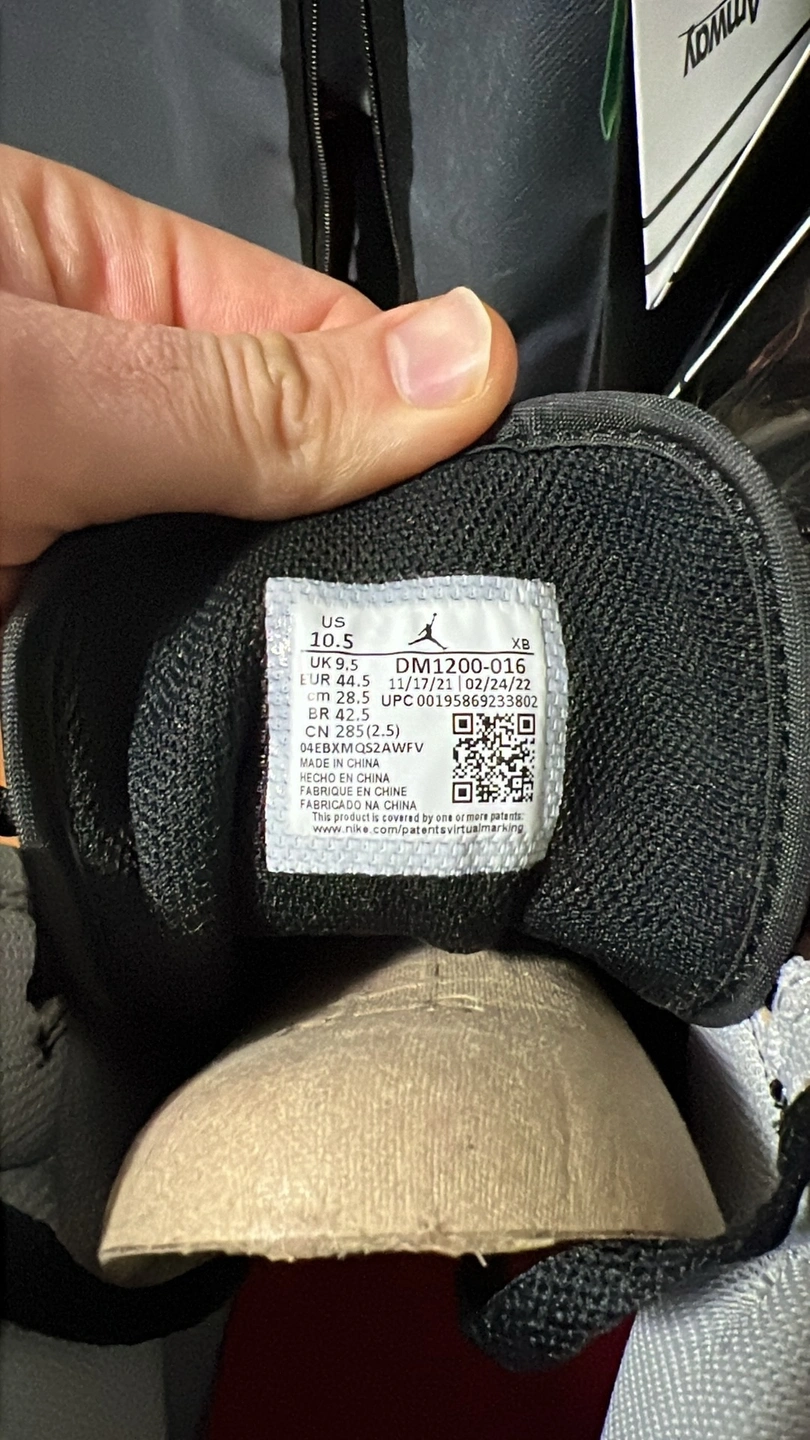 Amway
US
10.5
XB
UK 9.5
DM1200-016
EUR 44.5
11/17/21 | 02/24/22
cm 28.5
UPC 00195869233802
BR 42.5
CN 285(2.5)
04EBXMQS2AWFV
MADE IN CHINA
HECHO EN CHINA
FABRIQUE EN CHINE
FABRICADO NA CHINA
This product is covered by one or more patents:
www.nike.com/patentsvirtualmarking